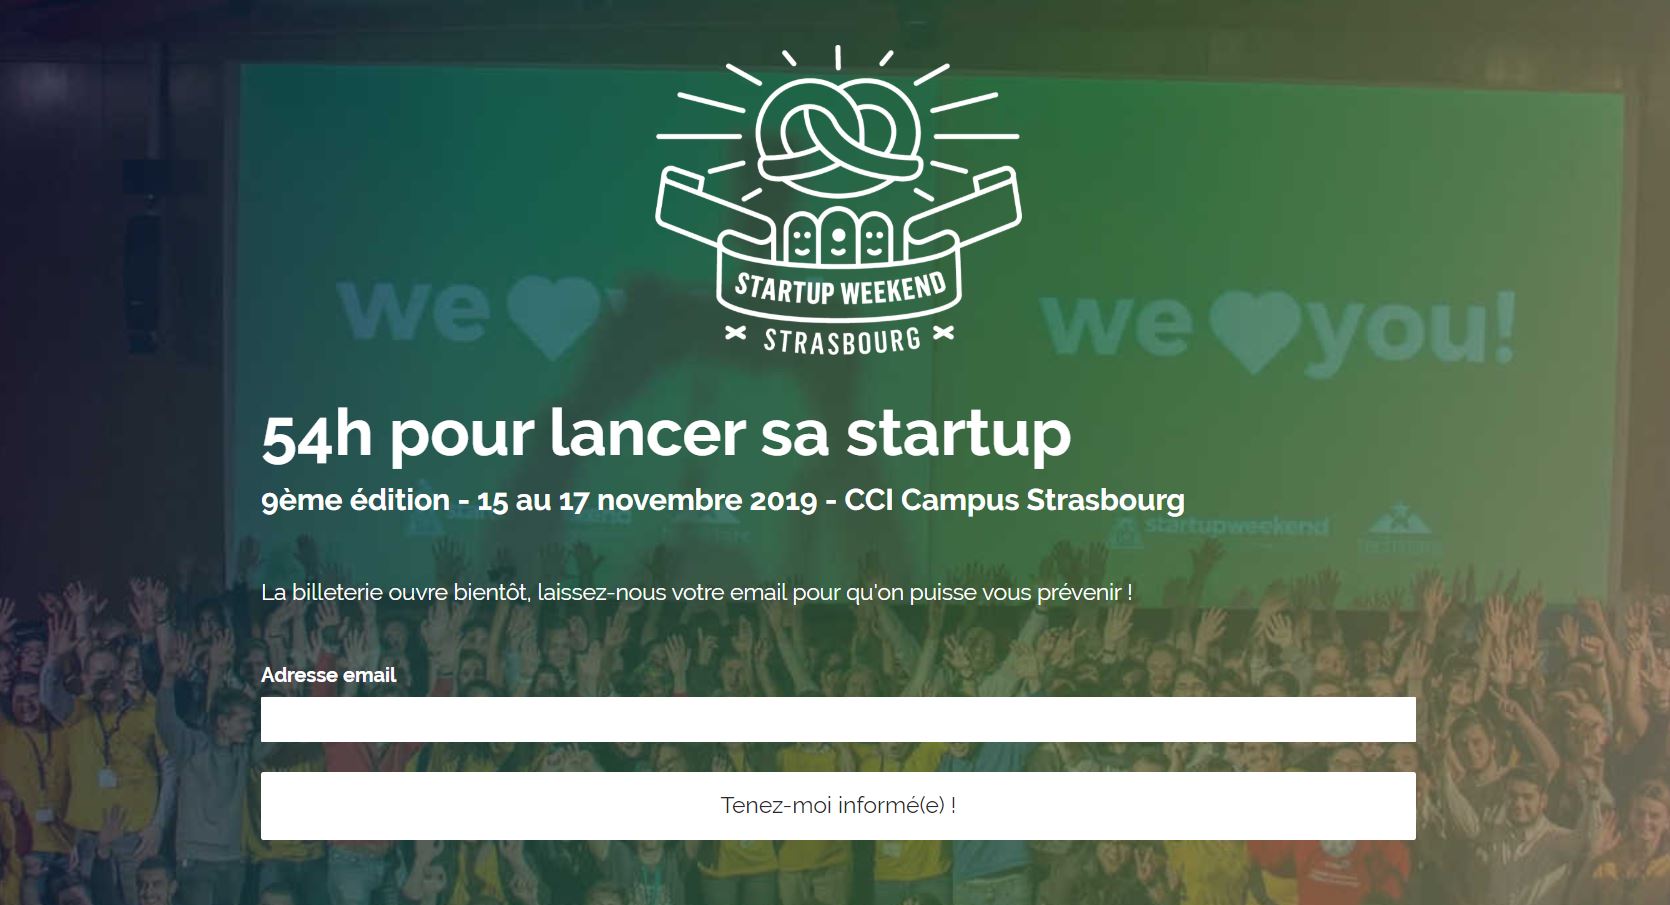 STARTUP WEEKEND
STRASBOURG
we
we you!
54h pour lancer sa startup
9ème édition - 15 au 17 novembre 2019 - CCI Campus Strasbourg
startupweekend
La billeterie ouvre bientôt, laissez-nous votre email pour qu'on puisse vous prévenir !
Adresse email
Tenez-moi informé(e) !